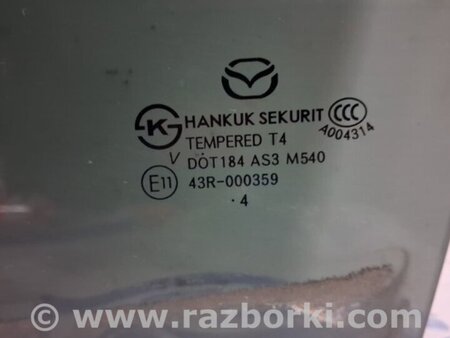 HANKUK SEKURIT CCC
A004314
TEMPERED T4
V DOT184 AS3 M540
E11 43R-000359
.4
© www.razborki.com